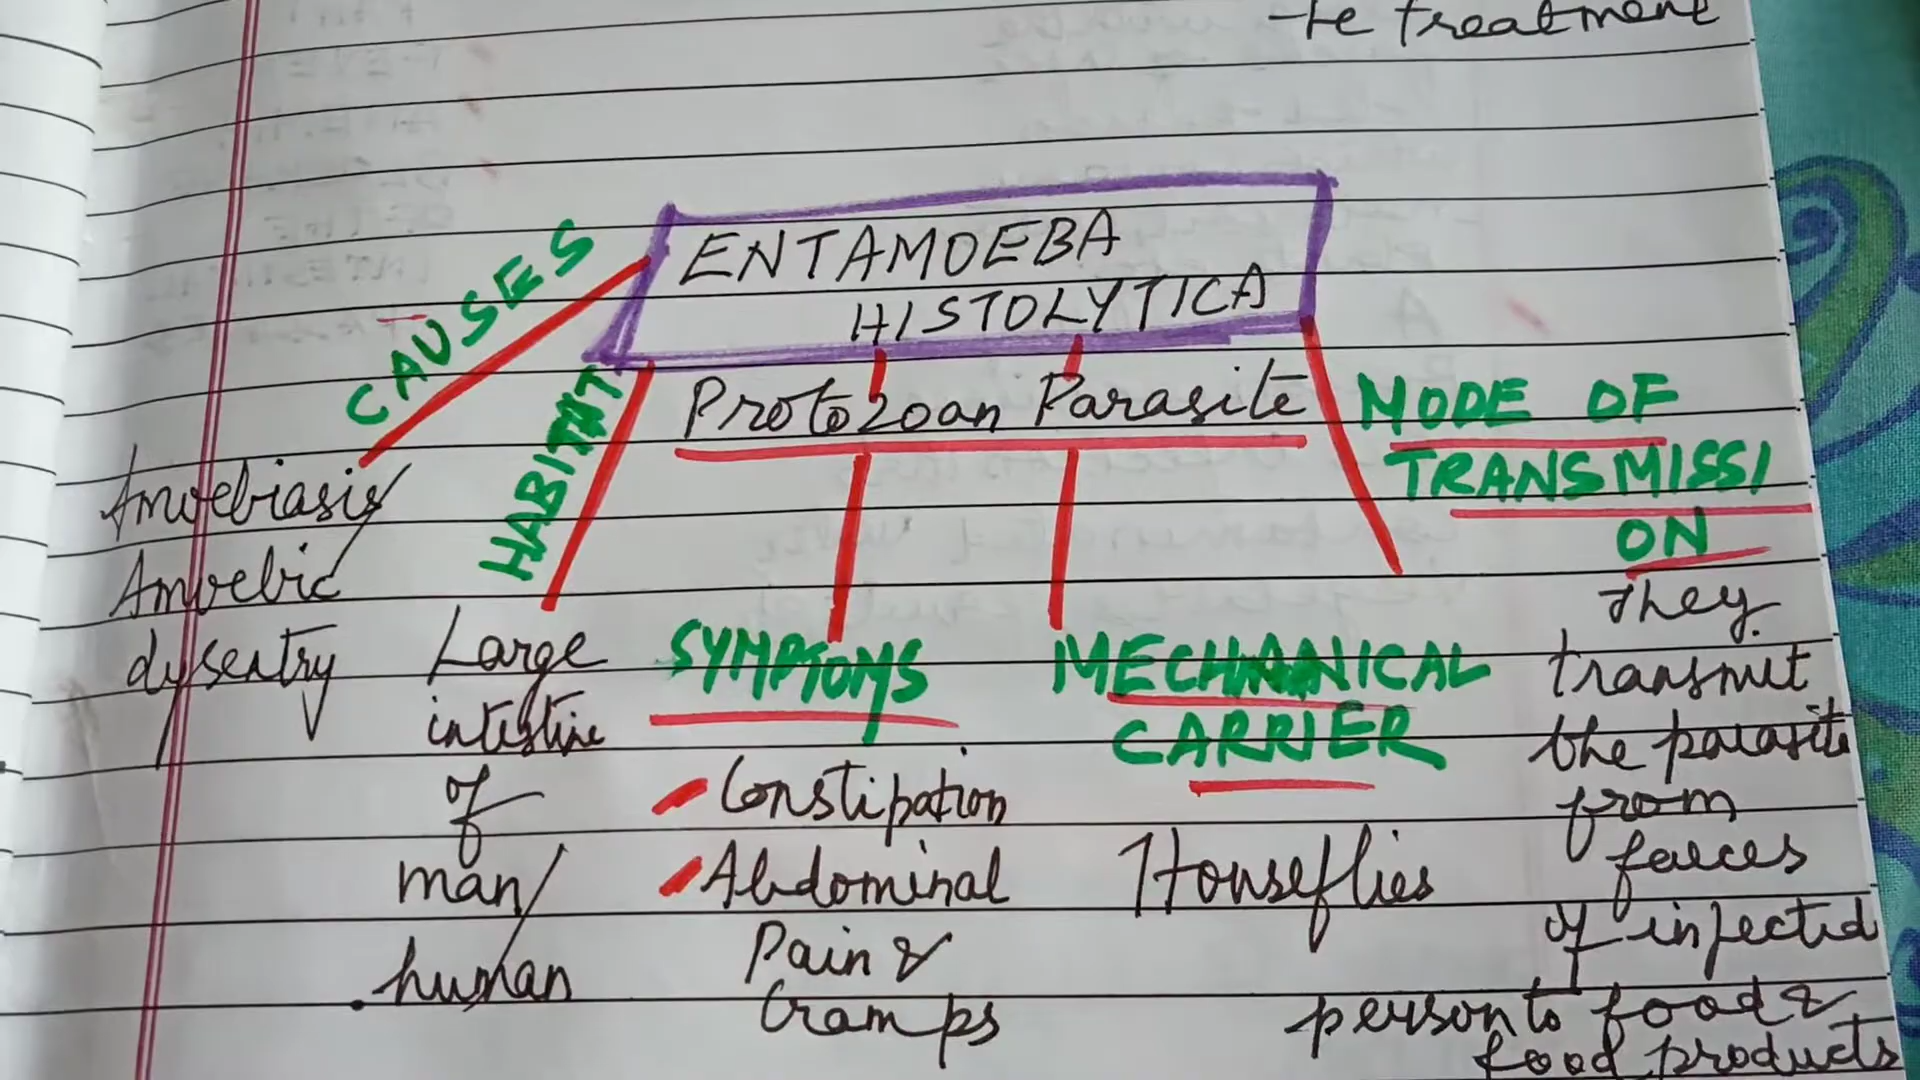 -te treatment
ENTAMOEBA
HISTOLYTICA
Protozoan Parasite
CAUSES
Amoebiasis/
Amoebic
dysentry
HABITAT
Large
intestine
of
man/
human
SYMPTOMS
Constipation
Abdominal
Pain &
Cramps
MECHANICAL
CARRIER
Houseflies
MODE OF
TRANSMISSI
ON
They
transmit
the parasite
from
faeces
of infected
person to food &
food products